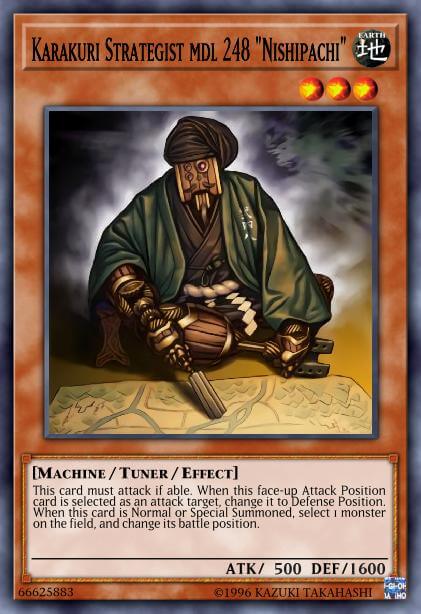 KARAKURI STRATEGIST MDL 248 "NISHIPACHI"
EARTH
地
[MACHINE / TUNER / EFFECT]
This card must attack if able. When this face-up Attack Position
card is selected as an attack target, change it to Defense Position.
When this card is Normal or Special Summoned, select 1 monster
on the field, and change its battle position.
ATK/ 500 DEF/1600
66625883
©1996 KAZUKI TAKAHASHI